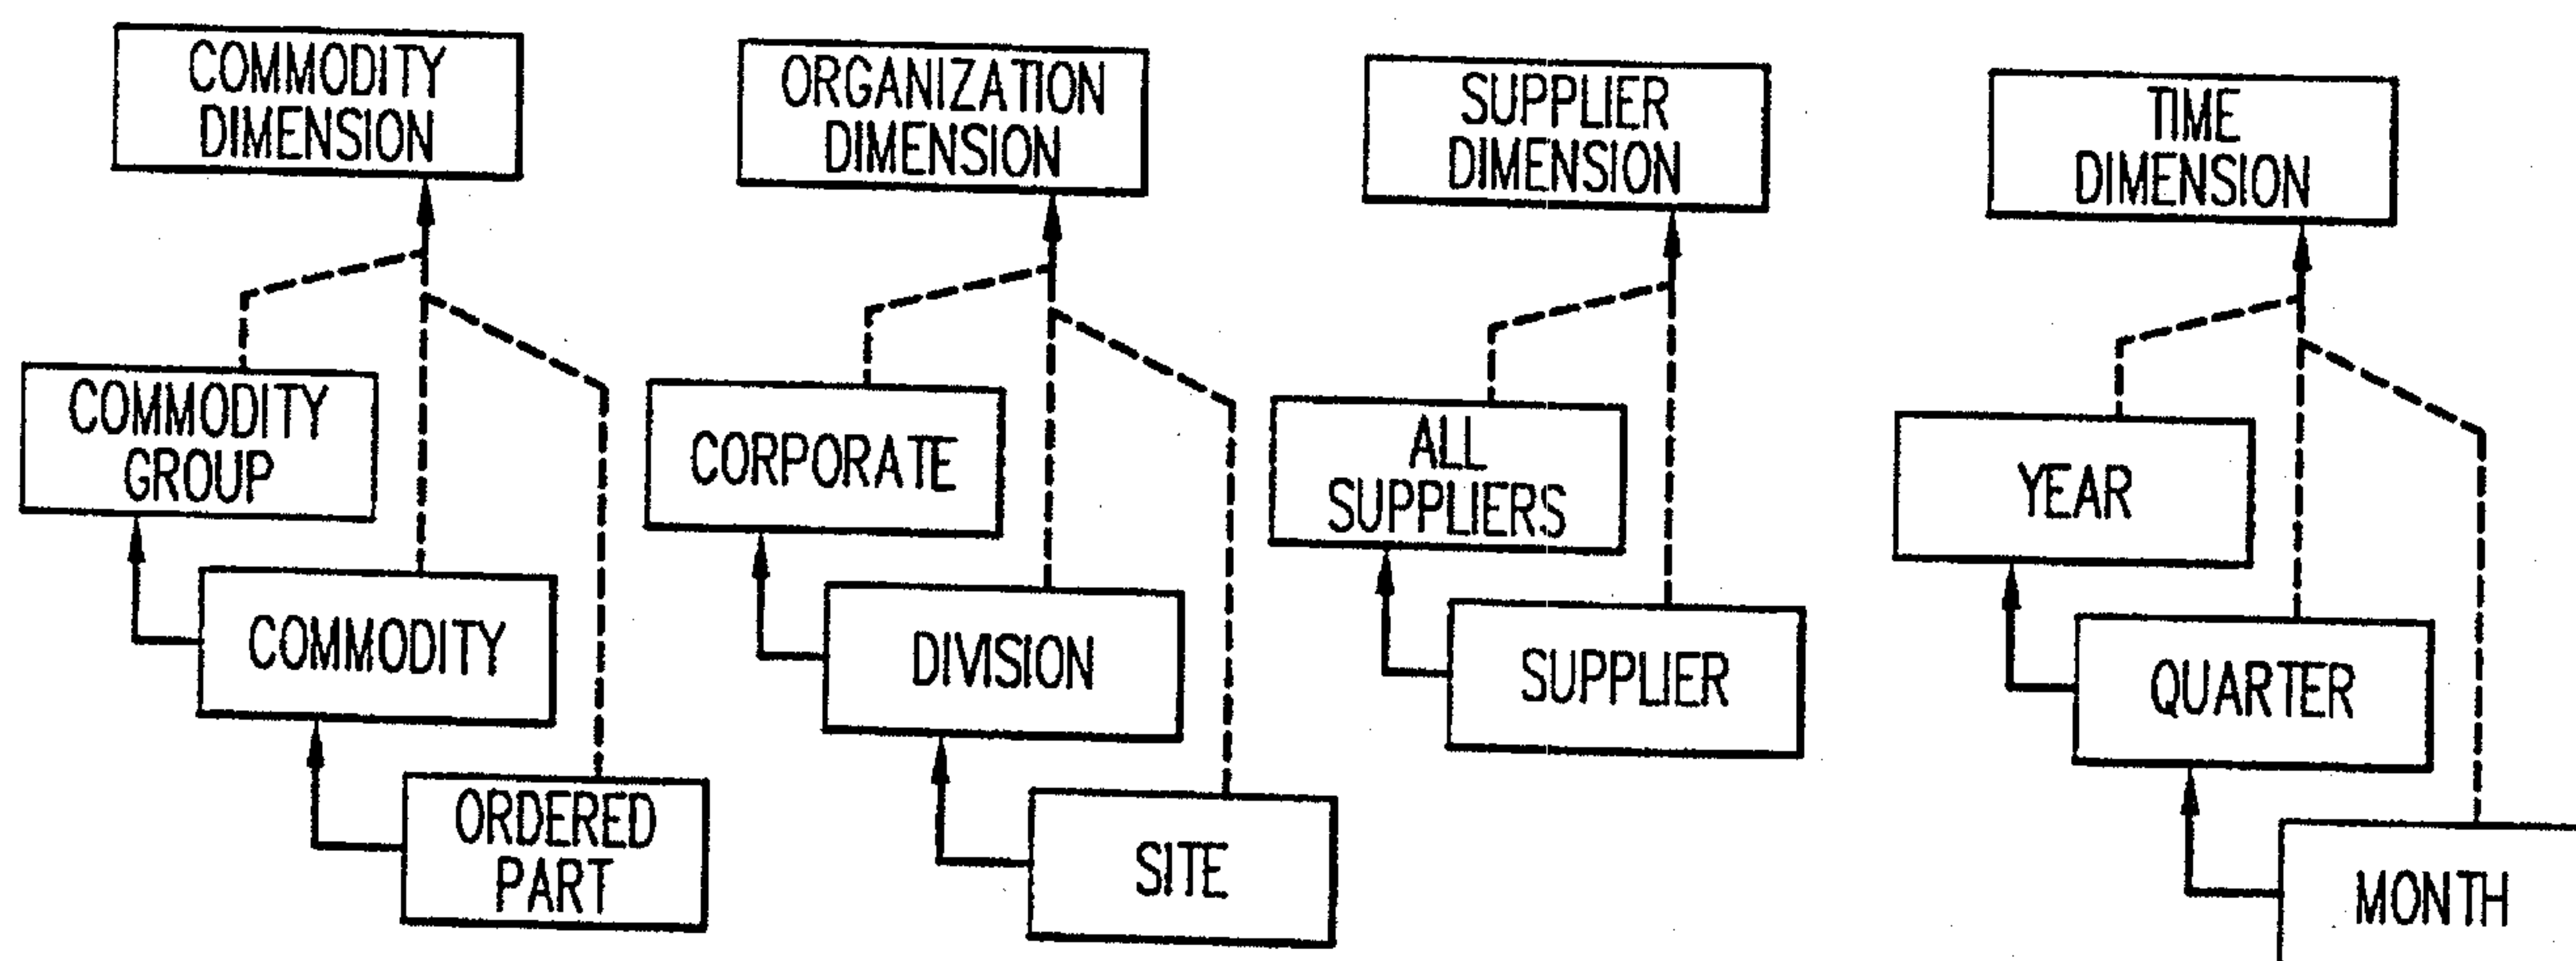 COMMODITY
DIMENSION
ORGANIZATION
DIMENSION
SUPPLIER
DIMENSION
TIME
DIMENSION
COMMODITY
GROUP
CORPORATE
ALL
SUPPLIERS
YEAR
COMMODITY
DIVISION
SUPPLIER
QUARTER
ORDERED
PART
SITE
MONTH